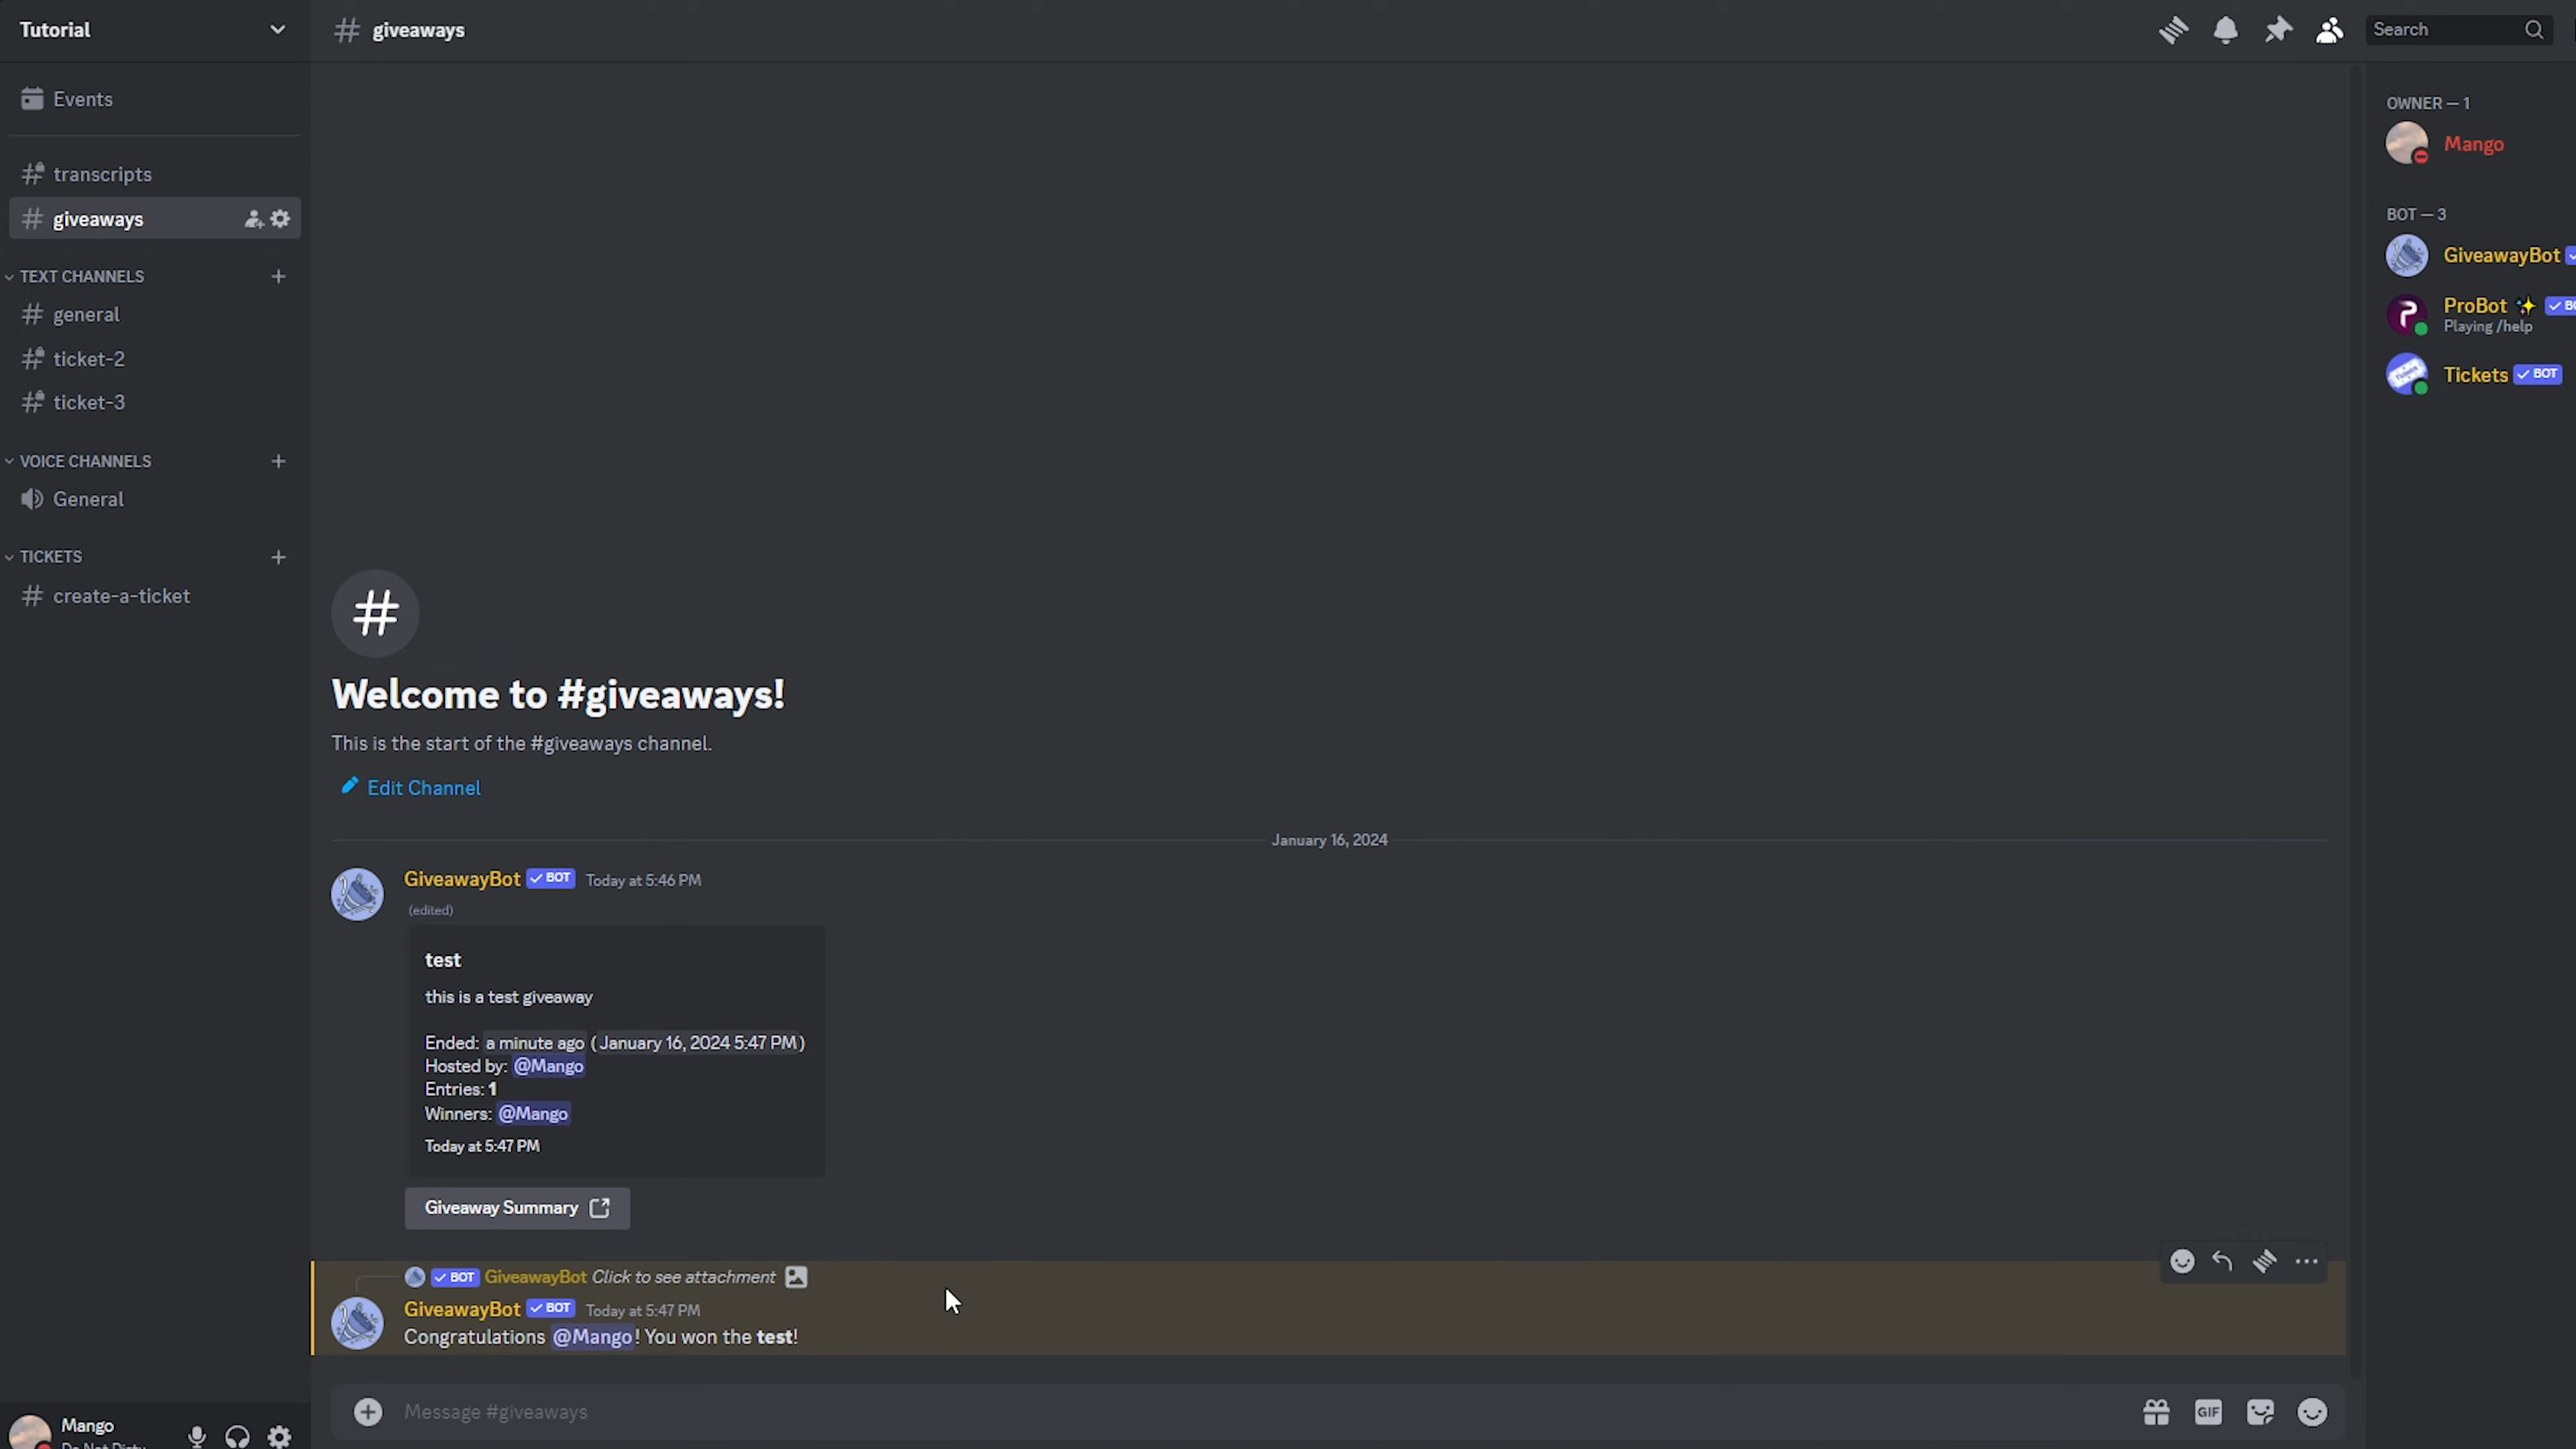 Tutorial
Events
transcripts
giveaways
TEXT CHANNELS
general
ticket-2
ticket-3
VOICE CHANNELS
General
TICKETS
create-a-ticket
Mango
giveaways
Search
Welcome to #giveaways!
This is the start of the #giveaways channel.
Edit Channel
January 16, 2024
GiveawayBot BOT Today at 5:46 PM
(edited)
test
this is a test giveaway
Ended: a minute ago (January 16, 2024 5:47 PM)
Hosted by: @Mango
Entries: 1
Winners: @Mango
Today at 5:47 PM
Giveaway Summary
BOT GiveawayBot Click to see attachment
GiveawayBot BOT Today at 5:47 PM
Congratulations @Mango! You won the test!
Message #giveaways
GIF
OWNER — 1
Mango
BOT — 3
GiveawayBot
ProBot ✨
Playing /help
Tickets BOT